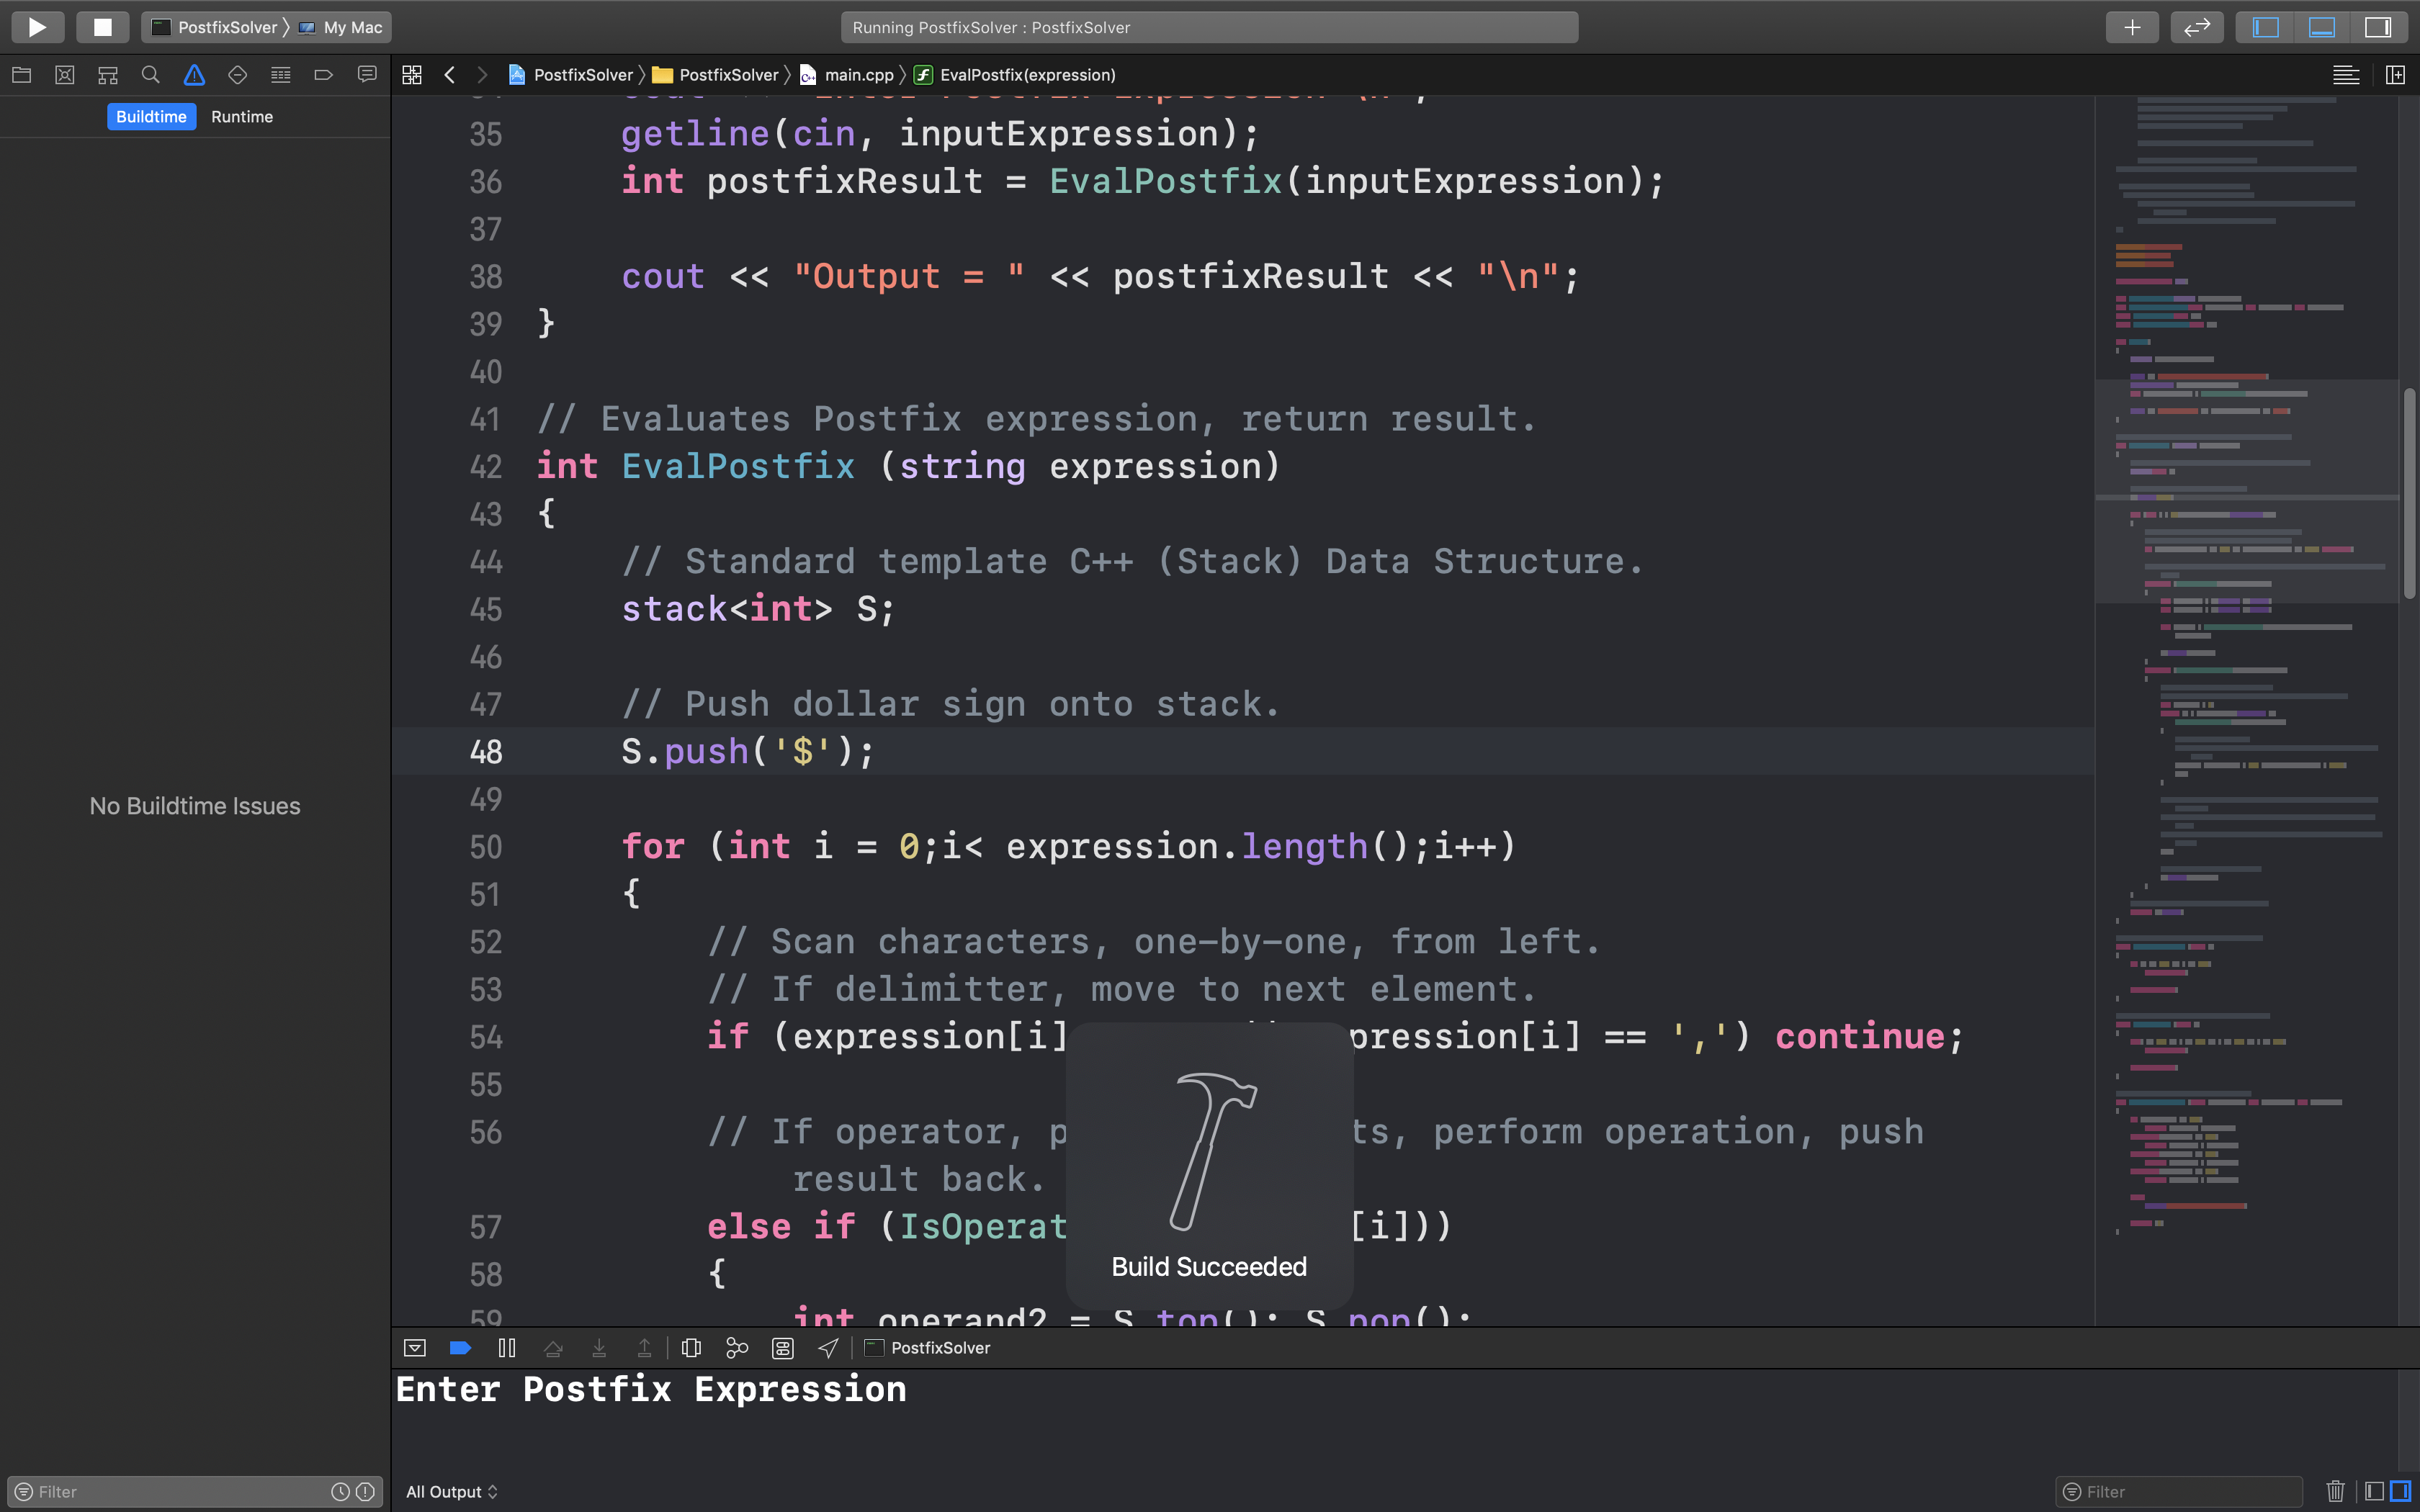 PostfixSolver My Mac
Running PostfixSolver : PostfixSolver
PostfixSolver PostfixSolver main.cpp EvalPostfix(expression)
Buildtime Runtime
No Buildtime Issues
Filter
35 getline(cin, inputExpression);
36 int postfixResult = EvalPostfix(inputExpression);
37
38 cout << "Output = " << postfixResult << "\n";
39 }
40
41 // Evaluates Postfix expression, return result.
42 int EvalPostfix (string expression)
43 {
44 // Standard template C++ (Stack) Data Structure.
45 stack<int> S;
46
47 // Push dollar sign onto stack.
48 S.push('$');
49
50 for (int i = 0;i< expression.length();i++)
51 {
52 // Scan characters, one-by-one, from left.
53 // If delimitter, move to next element.
54 if (expression[i] pression[i] == ',') continue;
55
56 // If operator, p ts, perform operation, push
result back.
57 else if (IsOperat [i]))
58 {
59 int operand2 = S.top(); S.pop();
Build Succeeded
PostfixSolver
Enter Postfix Expression
All Output
Filter